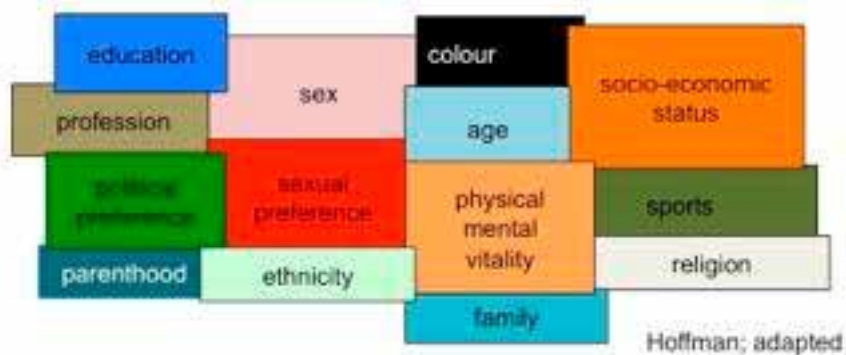 education
sex
colour
socio-economic
status
profession
age
political
preference
sexual
preference
physical
mental
vitality
sports
parenthood
ethnicity
religion
family
Hoffman; adapted